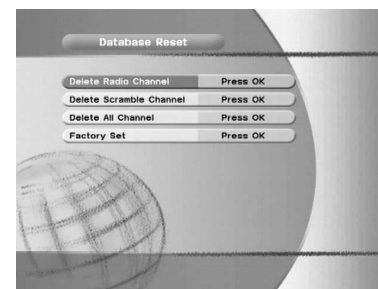 Database Reset
Delete Radio Channel Press OK
Delete Scramble Channel Press OK
Delete All Channel Press OK
Factory Set Press OK